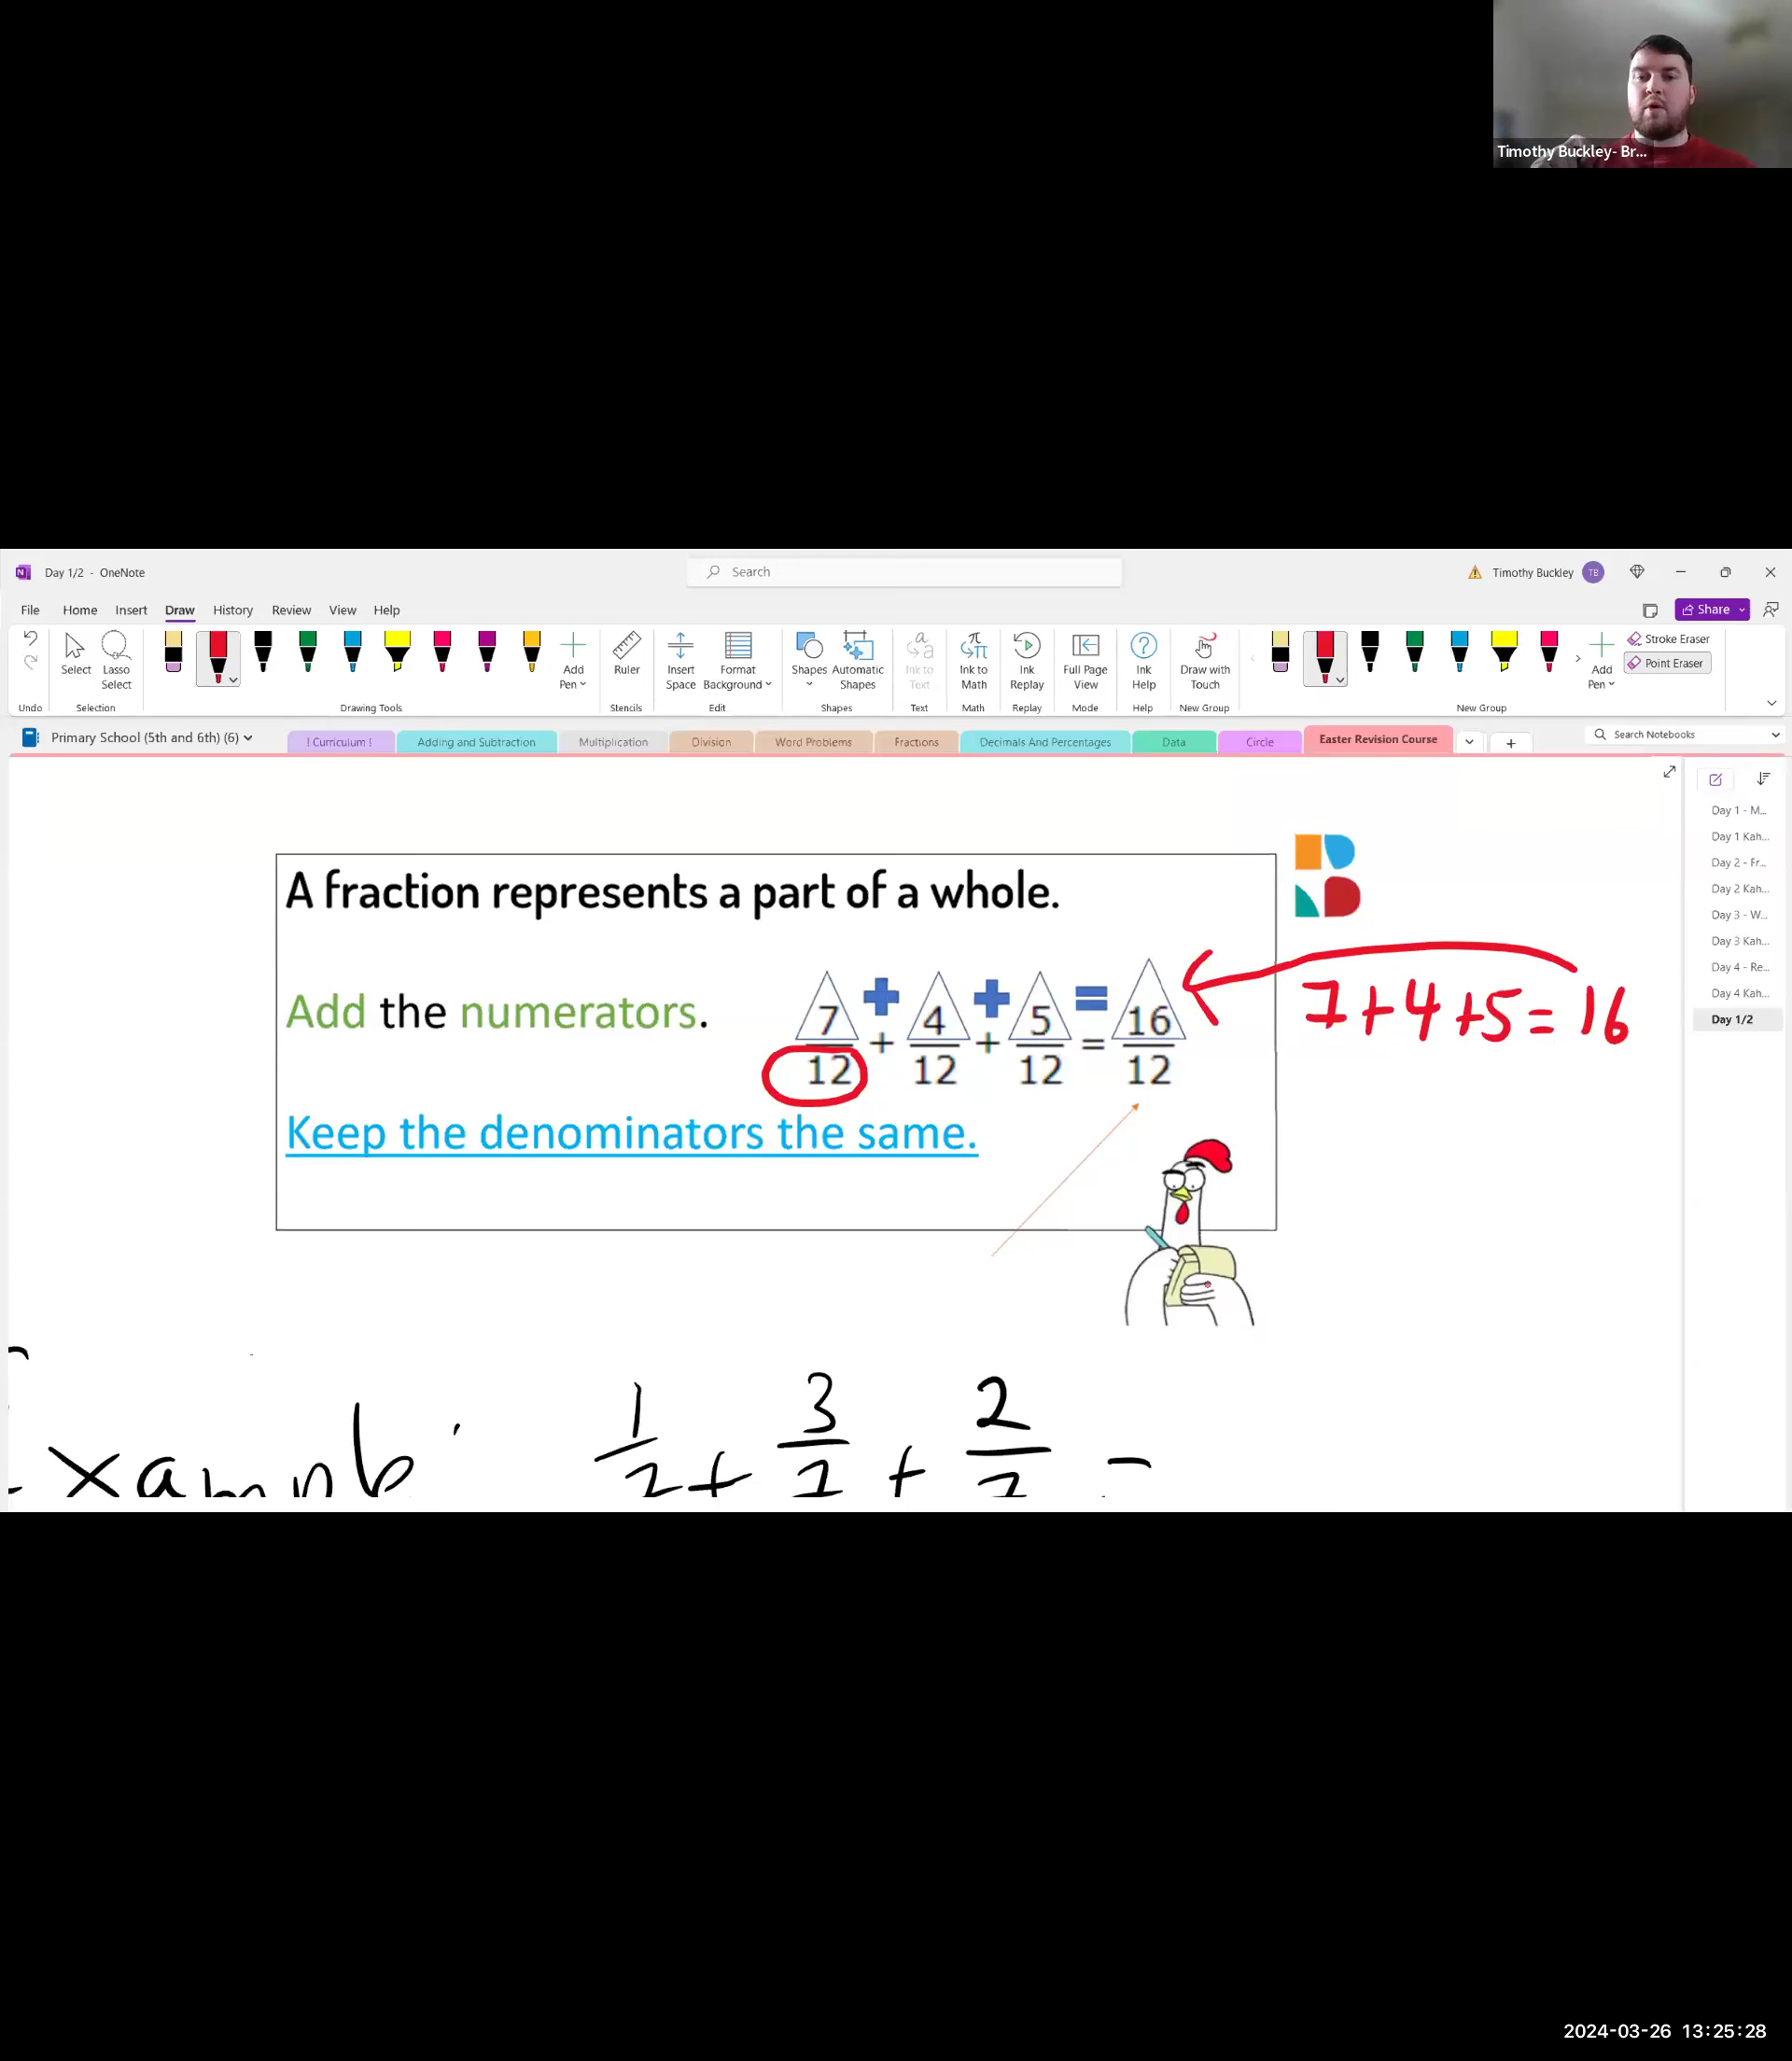 Timothy Buckley- Br...
Day 1/2 - OneNote
Search
Timothy Buckley TB
File Home Insert Draw History Review View Help
Share
Select
Lasso Select
Add Pen
Ruler
Insert Space
Format Background
Shapes
Automatic Shapes
Ink to Text
Ink to Math
Ink Replay
Full Page View
Ink Help
Draw with Touch
Add Pen
Stroke Eraser
Point Eraser
Undo Selection Drawing Tools Stencils Edit Shapes Text Math Replay Mode Help New Group New Group
Primary School (5th and 6th) (6) ! Curriculum ! Adding and Subtraction Multiplication Division Word Problems Fractions Decimals And Percentages Data Circle Easter Revision Course + Search Notebooks
Day 1 - M...
Day 1 Kah...
Day 2 - Fr...
Day 2 Kah...
Day 3 - W...
Day 3 Kah...
Day 4 - Re...
Day 4 Kah...
Day 1/2
A fraction represents a part of a whole.
Add the numerators.
7/12 + 4/12 + 5/12 = 16/12
7+4+5=16
Keep the denominators the same.
1/2 + 3/2 + 2/2 =
2024-03-26 13:25:28